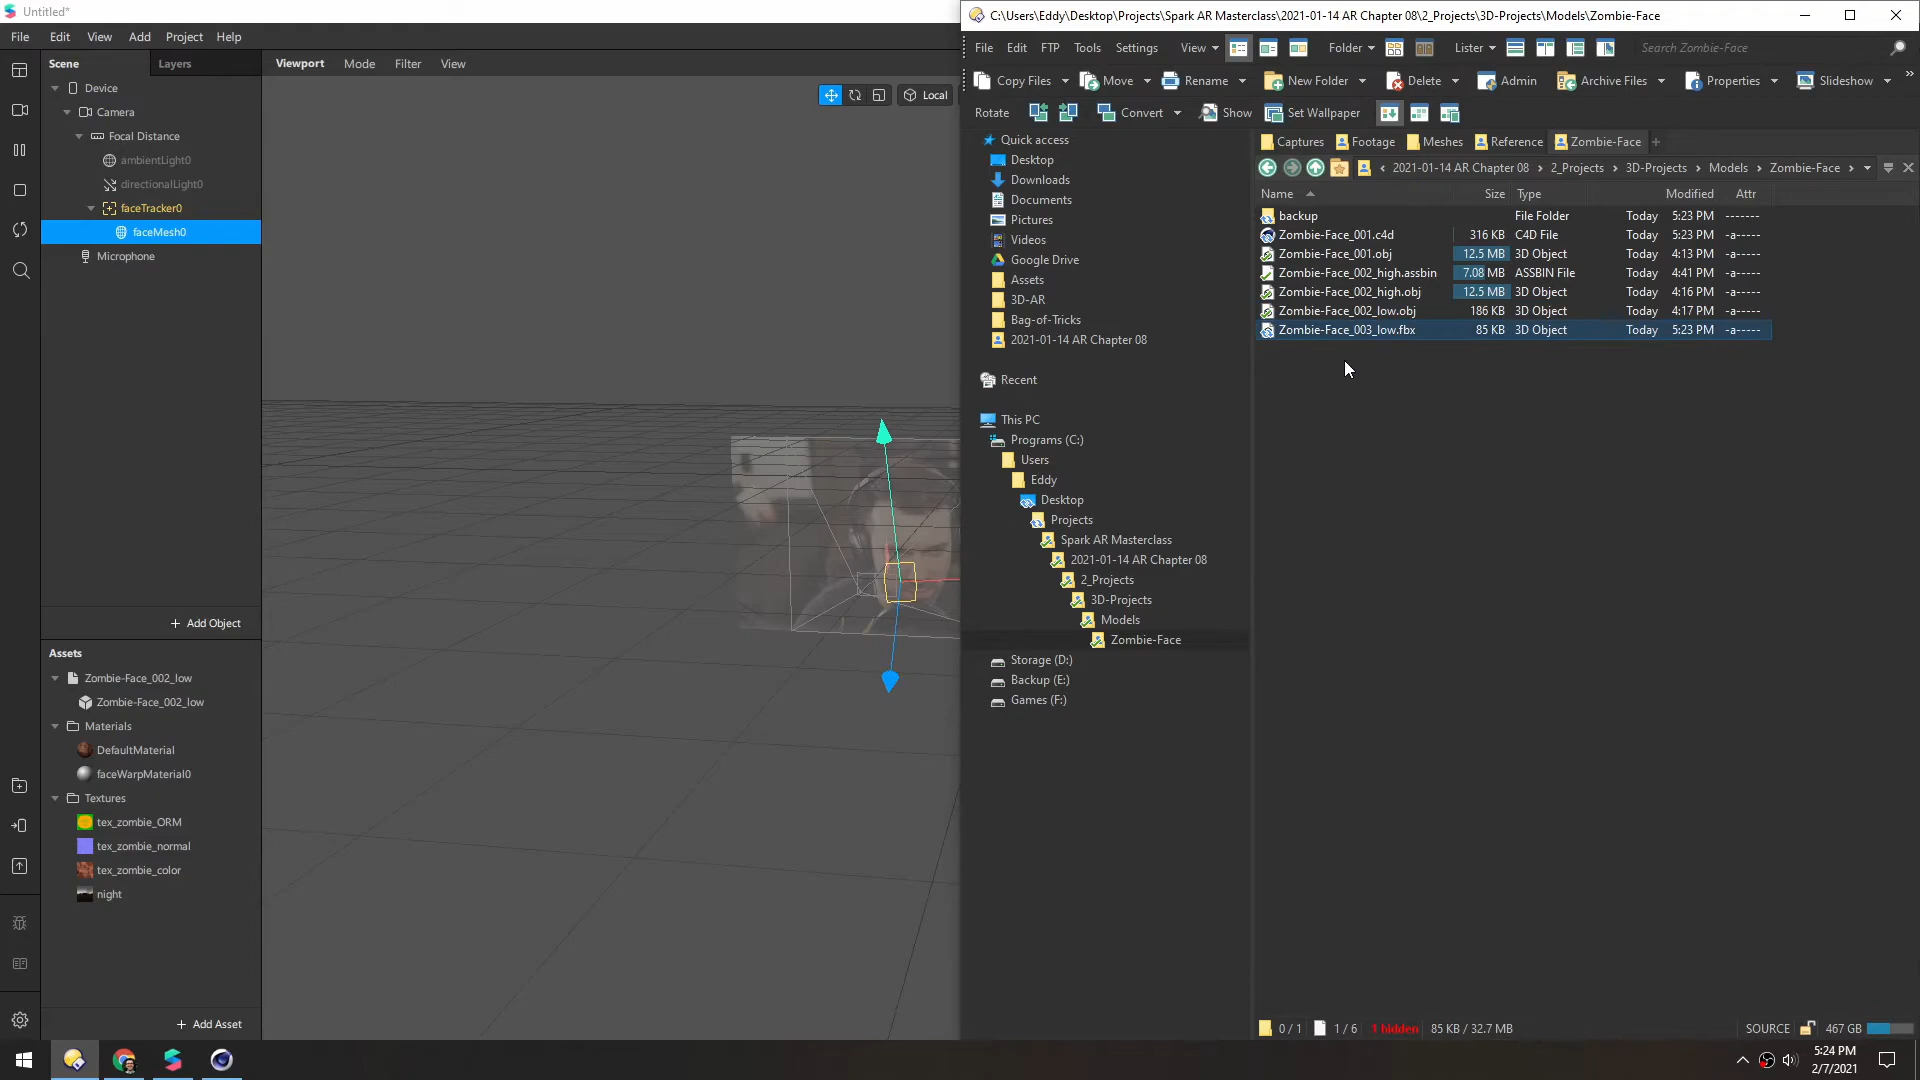 Untitled*
File Edit View Add Project Help
Scene Layers
Device
Camera
Focal Distance
ambientLight0
directionalLight0
faceTracker0
faceMesh0
Microphone
+ Add Object
Assets
Zombie-Face_002_low
Zombie-Face_002_low
Materials
DefaultMaterial
faceWarpMaterial0
Textures
tex_zombie_ORM
tex_zombie_normal
tex_zombie_color
night
+ Add Asset
Viewport Mode Filter View
Local
C:\Users\Eddy\Desktop\Projects\Spark AR Masterclass\2021-01-14 AR Chapter 08\2_Projects\3D-Projects\Models\Zombie-Face
File Edit FTP Tools Settings View Folder Lister Search Zombie-Face
Copy Files Move Rename New Folder Delete Admin Archive Files Properties Slideshow »
Rotate Convert Show Set Wallpaper
Quick access
Desktop
Downloads
Documents
Pictures
Videos
Google Drive
Assets
3D-AR
Bag-of-Tricks
2021-01-14 AR Chapter 08
Recent
This PC
Programs (C:)
Users
Eddy
Desktop
Projects
Spark AR Masterclass
2021-01-14 AR Chapter 08
2_Projects
3D-Projects
Models
Zombie-Face
Storage (D:)
Backup (E:)
Games (F:)
Captures Footage Meshes Reference Zombie-Face +
‹ 2021-01-14 AR Chapter 08 › 2_Projects › 3D-Projects › Models › Zombie-Face ›
Name Size Type Modified Attr
backup File Folder Today 5:23 PM -------
Zombie-Face_001.c4d 316 KB C4D File Today 5:23 PM -a-----
Zombie-Face_001.obj 12.5 MB 3D Object Today 4:13 PM -a-----
Zombie-Face_002_high.assbin 7.08 MB ASSBIN File Today 4:41 PM -a-----
Zombie-Face_002_high.obj 12.5 MB 3D Object Today 4:16 PM -a-----
Zombie-Face_002_low.obj 186 KB 3D Object Today 4:17 PM -a-----
Zombie-Face_003_low.fbx 85 KB 3D Object Today 5:23 PM -a-----
0 / 1 1 / 6 1 hidden 85 KB / 32.7 MB SOURCE 467 GB
5:24 PM
2/7/2021